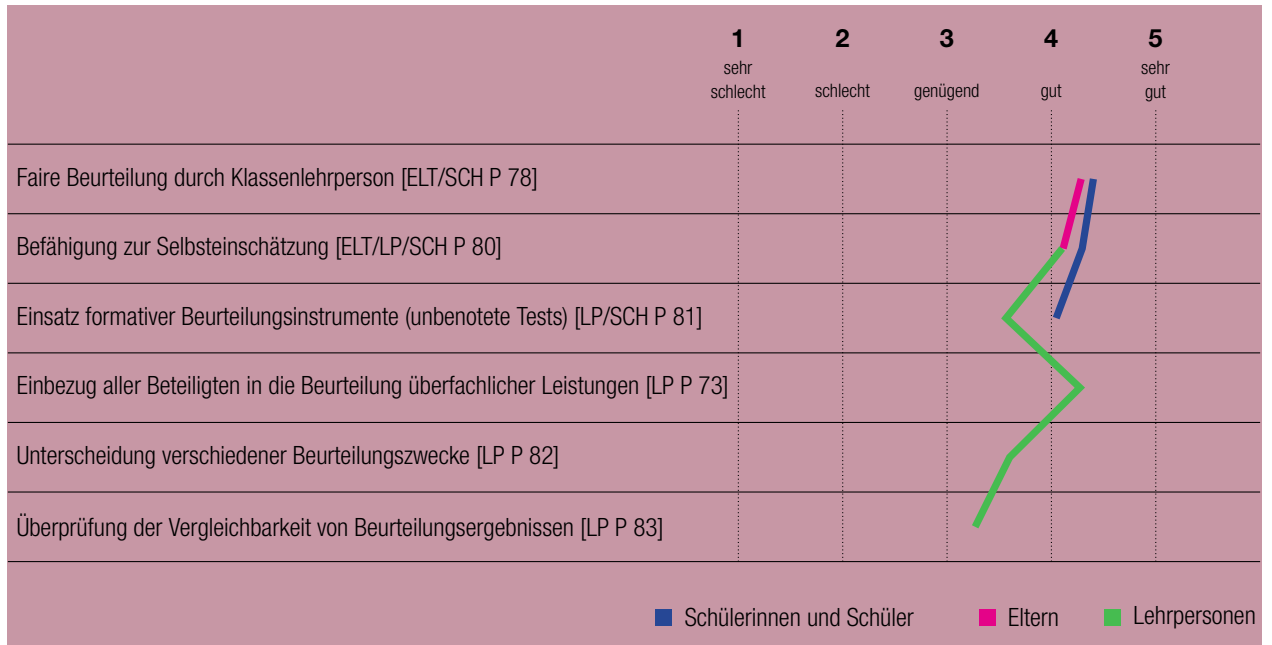 1 2 3 4 5
sehr schlecht schlecht genügend gut sehr gut
Faire Beurteilung durch Klassenlehrperson [ELT/SCH P 78]
Befähigung zur Selbsteinschätzung [ELT/LP/SCH P 80]
Einsatz formativer Beurteilungsinstrumente (unbenotete Tests) [LP/SCH P 81]
Einbezug aller Beteiligten in die Beurteilung überfachlicher Leistungen [LP P 73]
Unterscheidung verschiedener Beurteilungszwecke [LP P 82]
Überprüfung der Vergleichbarkeit von Beurteilungsergebnissen [LP P 83]
Schülerinnen und Schüler Eltern Lehrpersonen